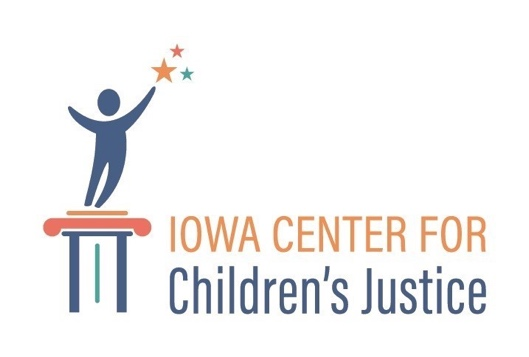 IOWA CENTER FOR
Children's Justice